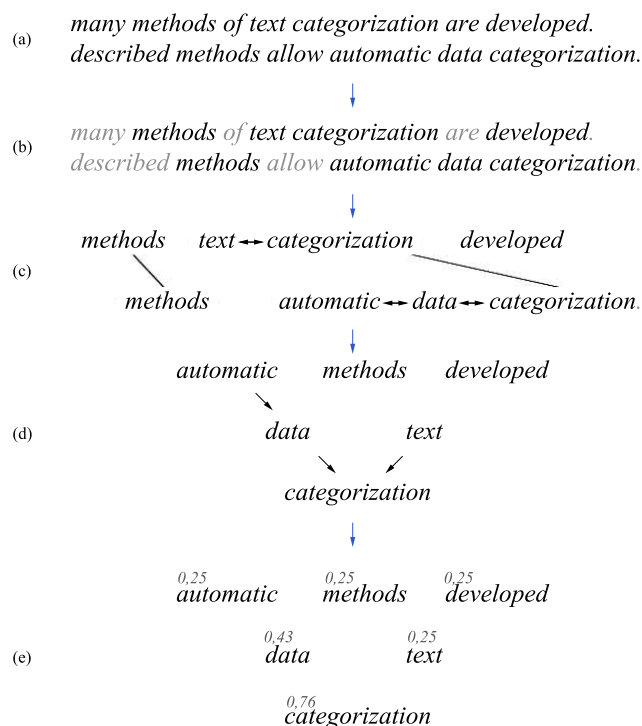 (a) many methods of text categorization are developed.
described methods allow automatic data categorization.
(b) many methods of text categorization are developed.
described methods allow automatic data categorization.
methods text categorization developed
(c)
methods automatic data categorization.
automatic methods developed
(d) data text
categorization
0,25 0,25 0,25
automatic methods developed
0,43 0,25
(e) data text
0,76
categorization